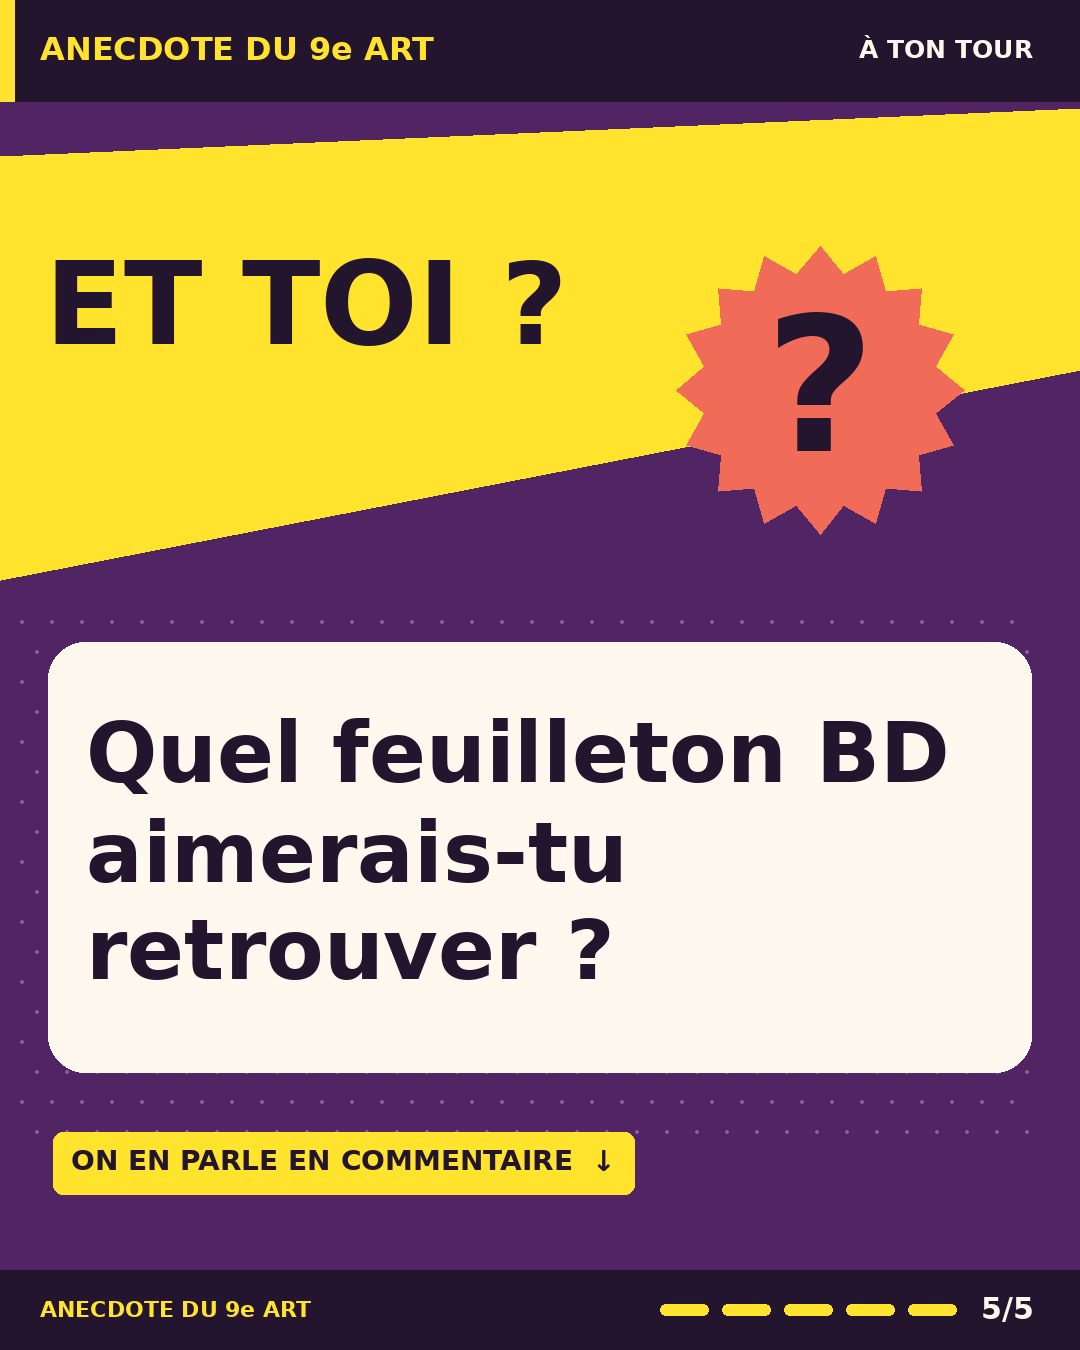 ANECDOTE DU 9e ART
À TON TOUR
ET TOI ?
?
Quel feuilleton BD
aimerais-tu
retrouver ?
ON EN PARLE EN COMMENTAIRE ↓
ANECDOTE DU 9e ART
5/5